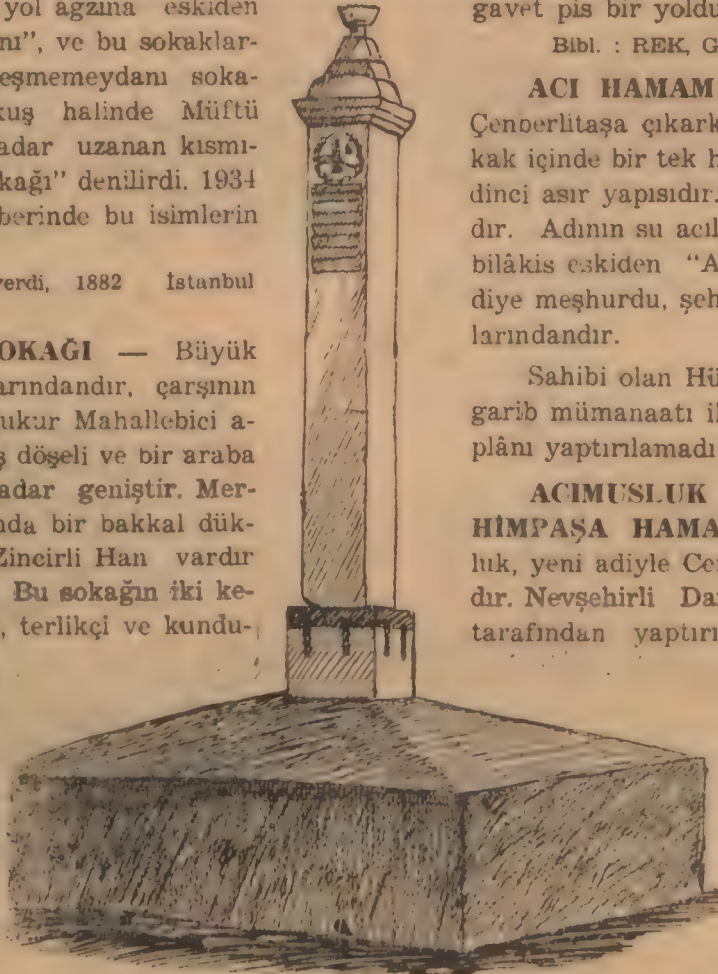 yol ağzına eskiden
nı", ve bu sokaklar-
eşmemeydanı soka-
kuş halinde Müftü
adar uzanan kısmı-
kağı" denilirdi. 1934
berinde bu isimlerin
verdi, 1882 İstanbul
OKAĞI — Büyük
arındandır, çarşının
ukur Mahallebici a-
ş döşeli ve bir araba
adar geniştir. Mer-
nda bir bakkal dük-
Zincirli Han vardır
Bu sokağın iki ke-
, terlikçi ve kundu-
gavet pis bir yoldu
Bibl. : REK, G
ACI HAMAM
Çenberlitaşa çıkark
kak içinde bir tek h
dinci asır yapısıdır.
dır. Adının su acıl
bilâkis eskiden "A
diye meşhurdu, şeh
larındandır.
Sahibi olan Hü
garib mümanaatı il
plânı yaptırılamadı
ACIMUSLUK
HİMPAŞA HAMA
luk, yeni adiyle Ce
dır. Nevşehirli Da
tarafından yaptırı